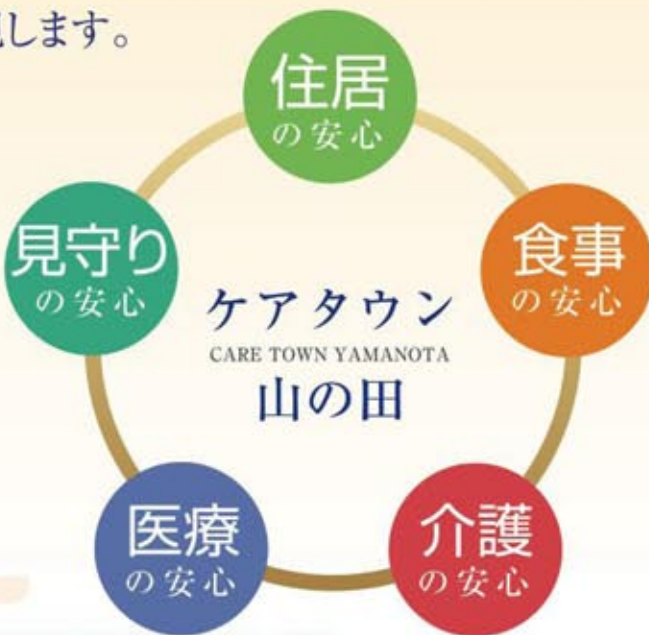 します。
住居
の安心
見守り
の安心
食事
の安心
ケアタウン
CARE TOWN YAMANOTA
山の田
医療
の安心
介護
の安心